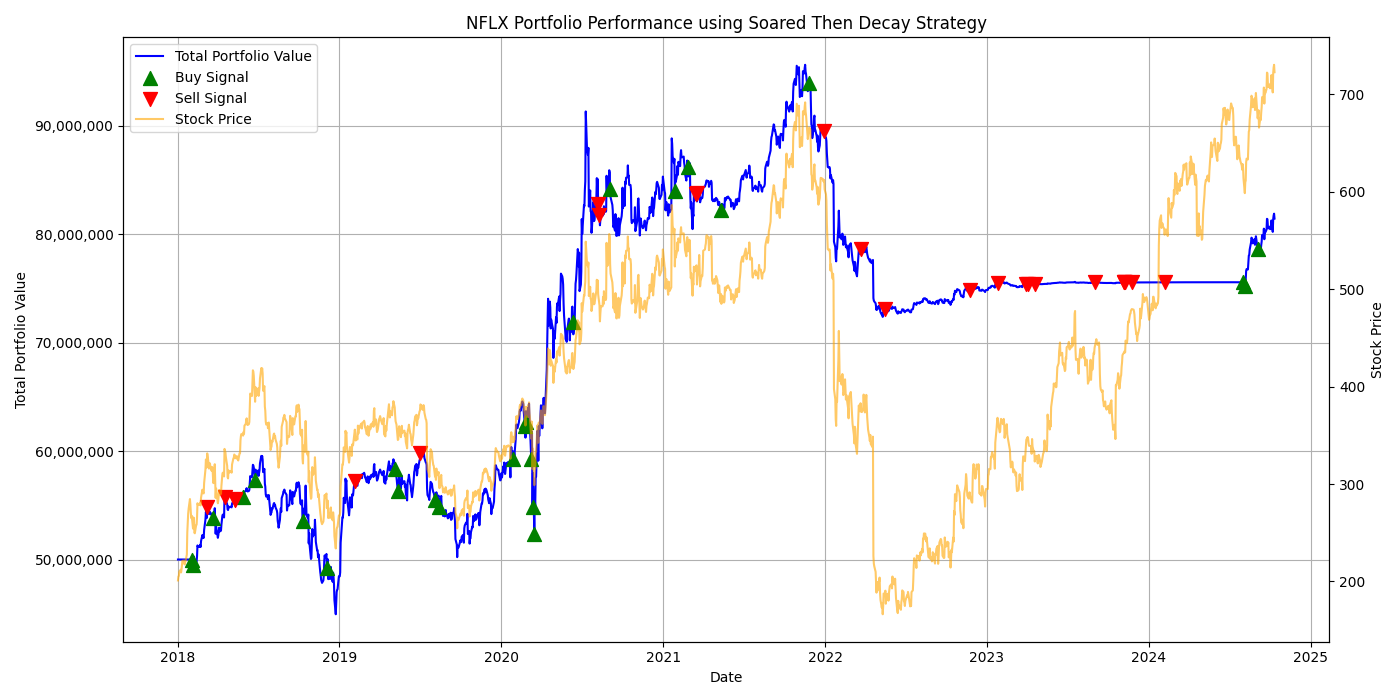 NFLX Portfolio Performance using Soared Then Decay Strategy
Total Portfolio Value
Buy Signal
Sell Signal
Stock Price
90,000,000
80,000,000
70,000,000
60,000,000
50,000,000
Total Portfolio Value
700
600
500
400
300
200
Stock Price
2018
2019
2020
2021
2022
2023
2024
2025
Date